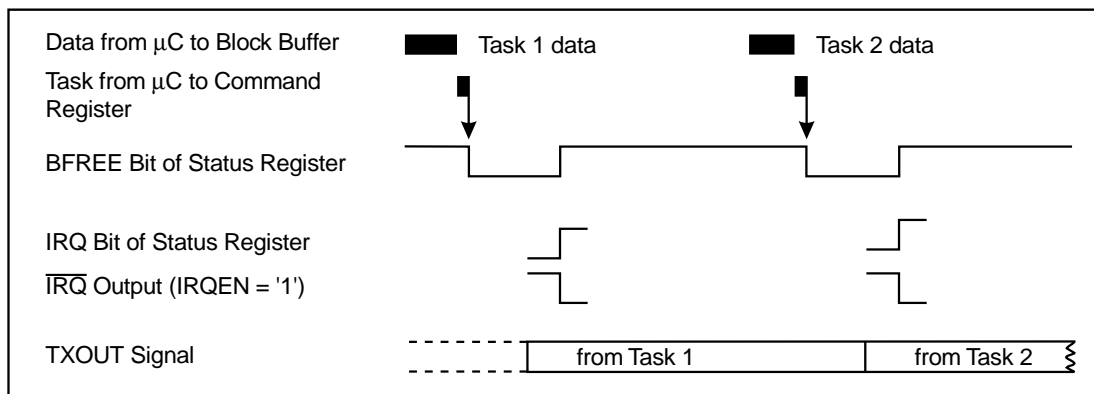 Data from μC to Block Buffer
Task 1 data
Task 2 data
Task from μC to Command
Register
BFREE Bit of Status Register
IRQ Bit of Status Register
I̅R̅Q̅ Output (IRQEN = '1')
TXOUT Signal
from Task 1
from Task 2